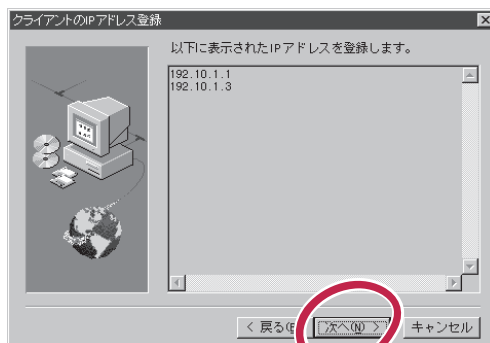 クライアントのIPアドレス登録
以下に表示されたIPアドレスを登録します。
192.10.1.1
192.10.1.3
< 戻る(B
次へ(N) >
キャンセル